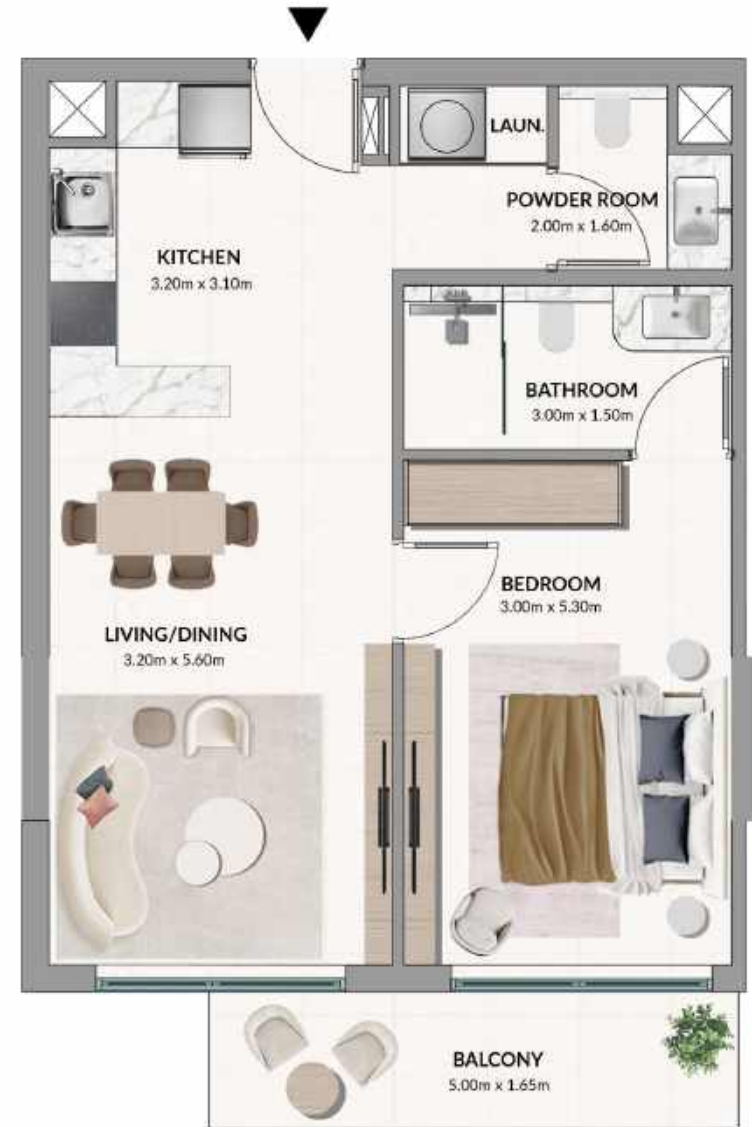 LAUN.
POWDER ROOM
2.00m x 1.60m
KITCHEN
3.20m x 3.10m
BATHROOM
3.00m x 1.50m
BEDROOM
3.00m x 5.30m
LIVING/DINING
3.20m x 5.60m
BALCONY
5.00m x 1.65m